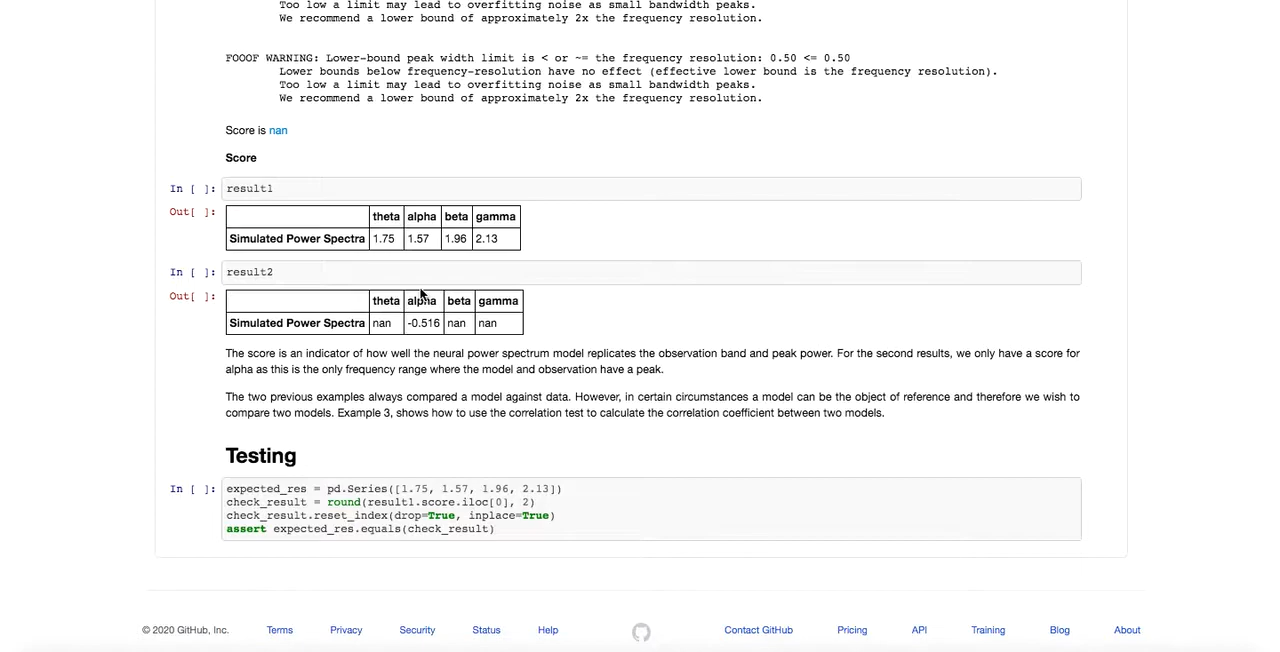 Too low a limit may lead to overfitting noise as small bandwidth peaks.
We recommend a lower bound of approximately 2x the frequency resolution.
FOOOF WARNING: Lower-bound peak width limit is < or ~= the frequency resolution: 0.50 <= 0.50
Lower bounds below frequency-resolution have no effect (effective lower bound is the frequency resolution).
Too low a limit may lead to overfitting noise as small bandwidth peaks.
We recommend a lower bound of approximately 2x the frequency resolution.
Score is nan
Score
In [ ]: result1
Out[ ]: theta alpha beta gamma
Simulated Power Spectra 1.75 1.57 1.96 2.13
In [ ]: result2
Out[ ]: theta alpha beta gamma
Simulated Power Spectra nan -0.516 nan nan
The score is an indicator of how well the neural power spectrum model replicates the observation band and peak power. For the second results, we only have a score for
alpha as this is the only frequency range where the model and observation have a peak.
The two previous examples always compared a model against data. However, in certain circumstances a model can be the object of reference and therefore we wish to
compare two models. Example 3, shows how to use the correlation test to calculate the correlation coefficient between two models.
Testing
In [ ]: expected_res = pd.Series([1.75, 1.57, 1.96, 2.13])
check_result = round(result1.score.iloc[0], 2)
check_result.reset_index(drop=True, inplace=True)
assert expected_res.equals(check_result)
© 2020 GitHub, Inc. Terms Privacy Security Status Help Contact GitHub Pricing API Training Blog About